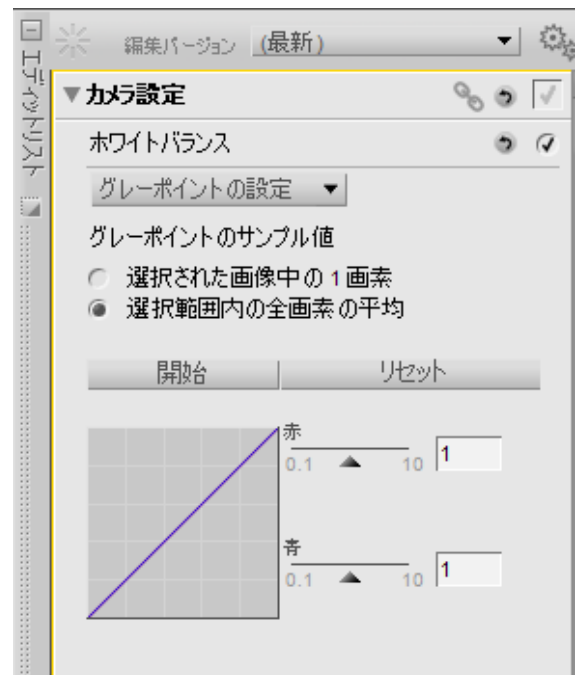 エディットリスト
編集バージョン (最新)
カメラ設定
ホワイトバランス
グレーポイントの設定
グレーポイントのサンプル値
選択された画像中の1画素
選択範囲内の全画素の平均
開始 リセット
赤
0.1 10 1
青
0.1 10 1